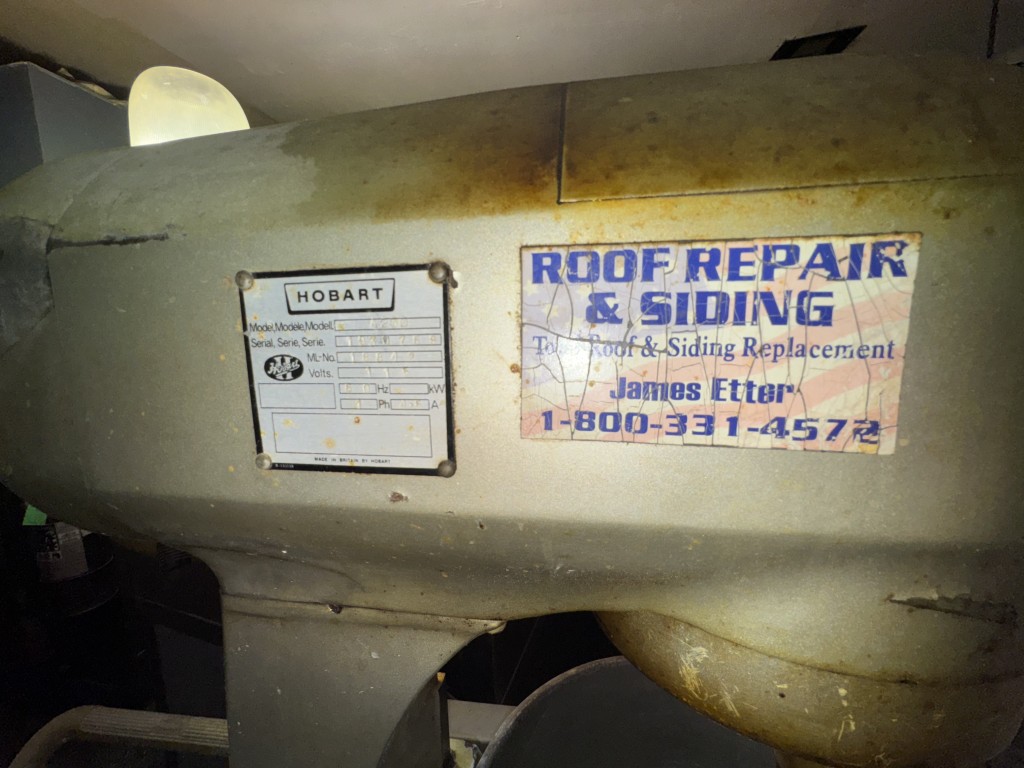 HOBART
Model, Modele, Modell.
Serial, Serie, Serie.
ML-No.
Volts.
Hz kW
1 Ph A
MADE IN BRITAIN BY HOBART
ROOF REPAIR
& SIDING
Roof & Siding Replacement
James Etter
1-800-331-4572